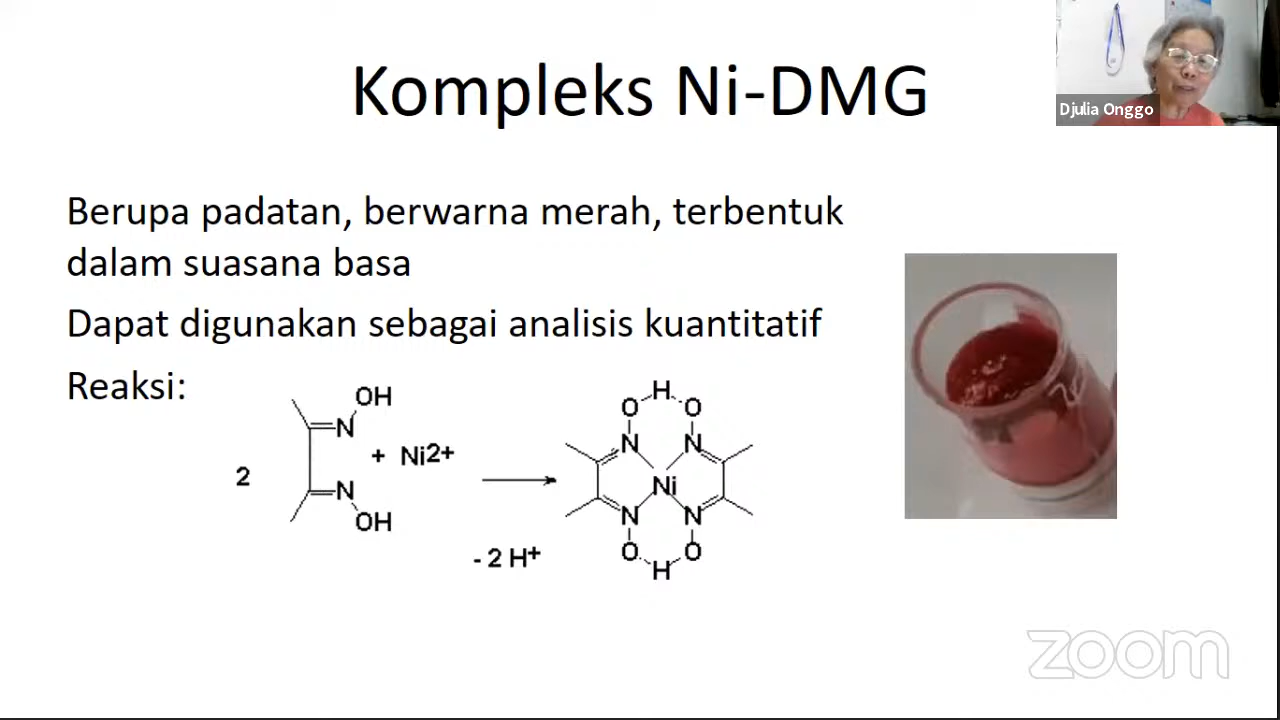 Kompleks Ni-DMG
Djulia Onggo
Berupa padatan, berwarna merah, terbentuk
dalam suasana basa
Dapat digunakan sebagai analisis kuantitatif
Reaksi:
2
OH
N
N
OH
+ Ni2+
- 2 H+
H
O O
N N
Ni
N N
O O
H
zoom